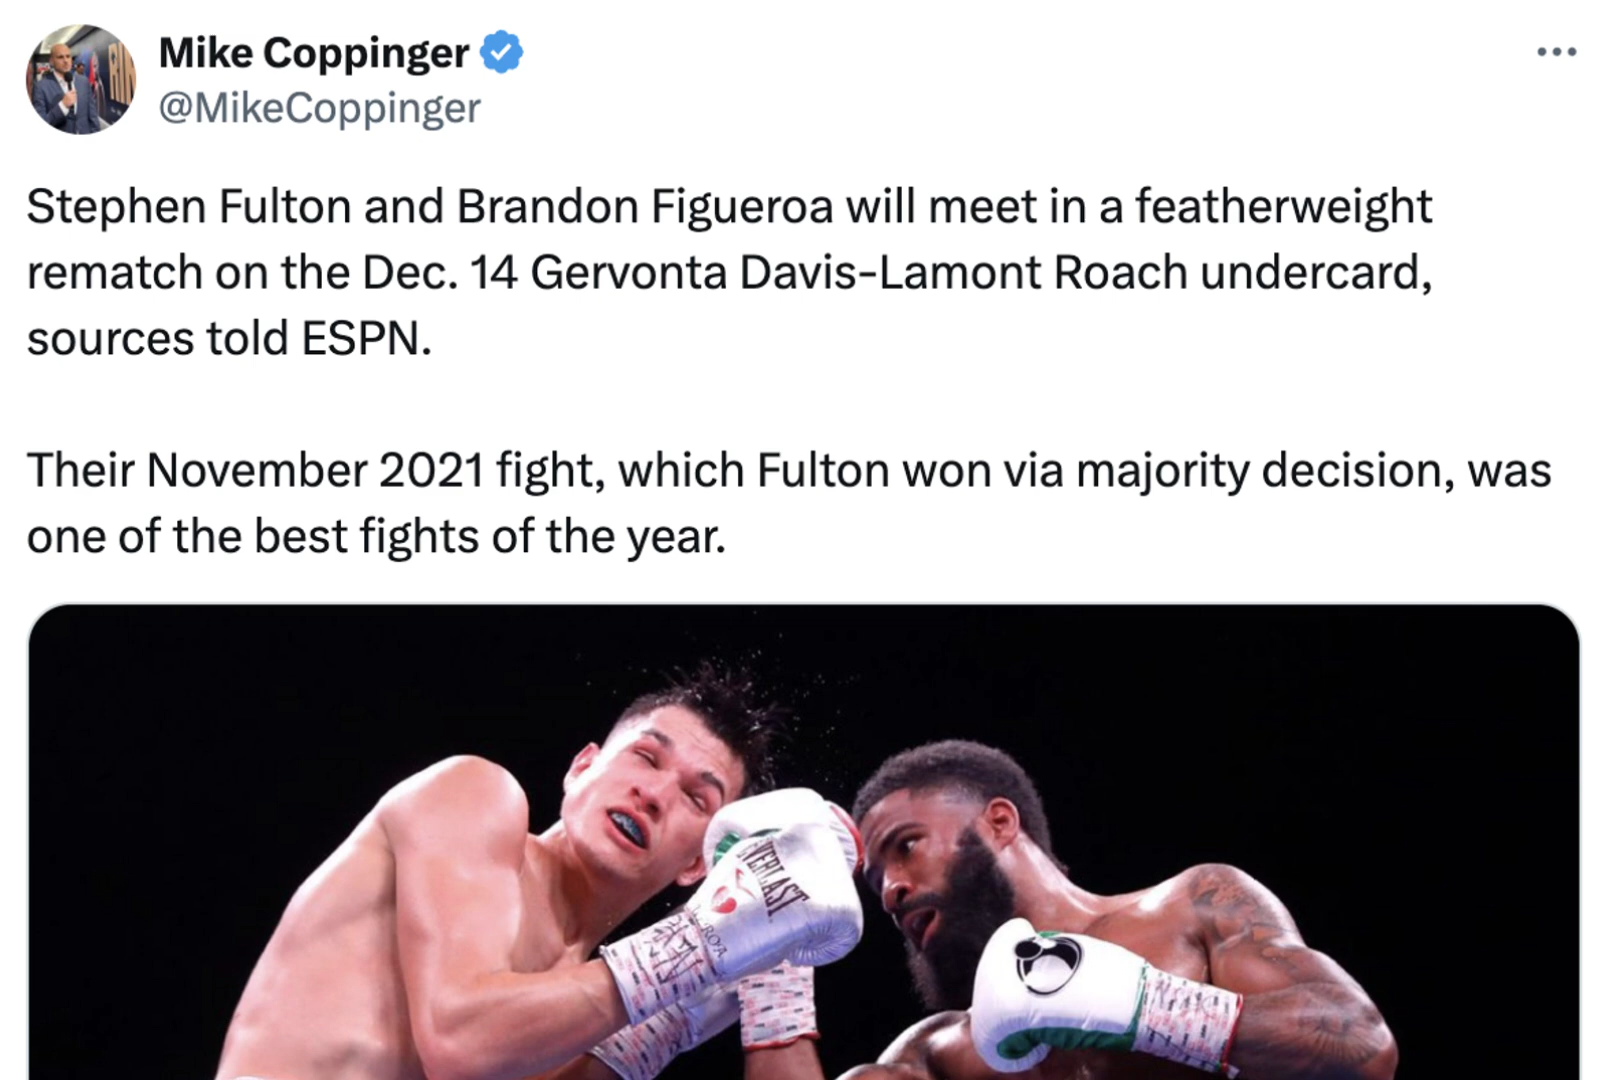 Mike Coppinger
@MikeCoppinger
Stephen Fulton and Brandon Figueroa will meet in a featherweight
rematch on the Dec. 14 Gervonta Davis-Lamont Roach undercard,
sources told ESPN.
Their November 2021 fight, which Fulton won via majority decision, was
one of the best fights of the year.
EVERLAST